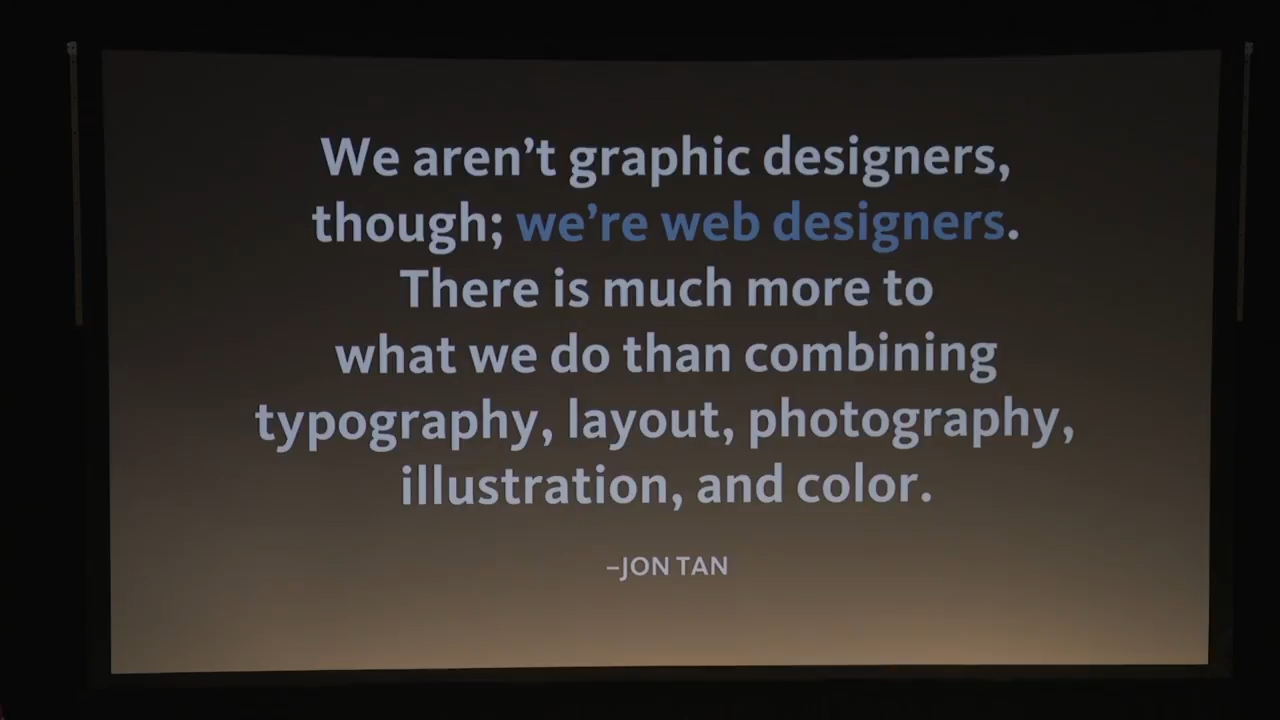 We aren’t graphic designers,
though; we’re web designers.
There is much more to
what we do than combining
typography, layout, photography,
illustration, and color.
–JON TAN